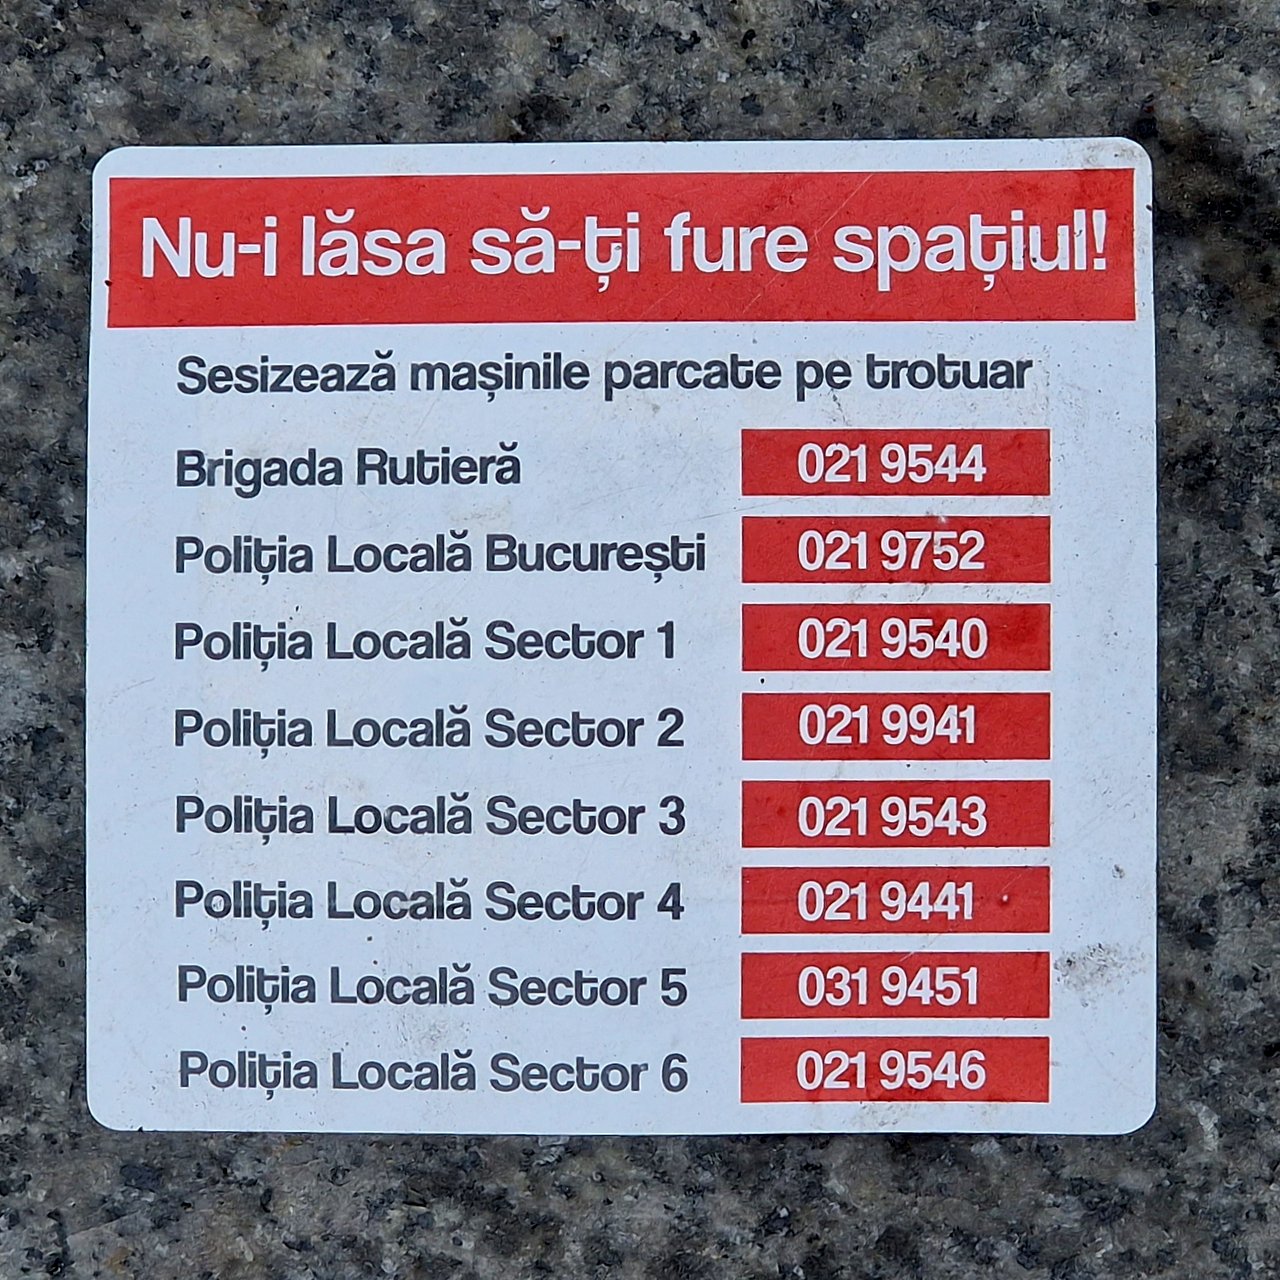 Nu-i lăsa să-ți fure spațiul!
Sesizează mașinile parcate pe trotuar
Brigada Rutieră 021 9544
Poliția Locală București 021 9752
Poliția Locală Sector 1 021 9540
Poliția Locală Sector 2 021 9941
Poliția Locală Sector 3 021 9543
Poliția Locală Sector 4 021 9441
Poliția Locală Sector 5 031 9451
Poliția Locală Sector 6 021 9546